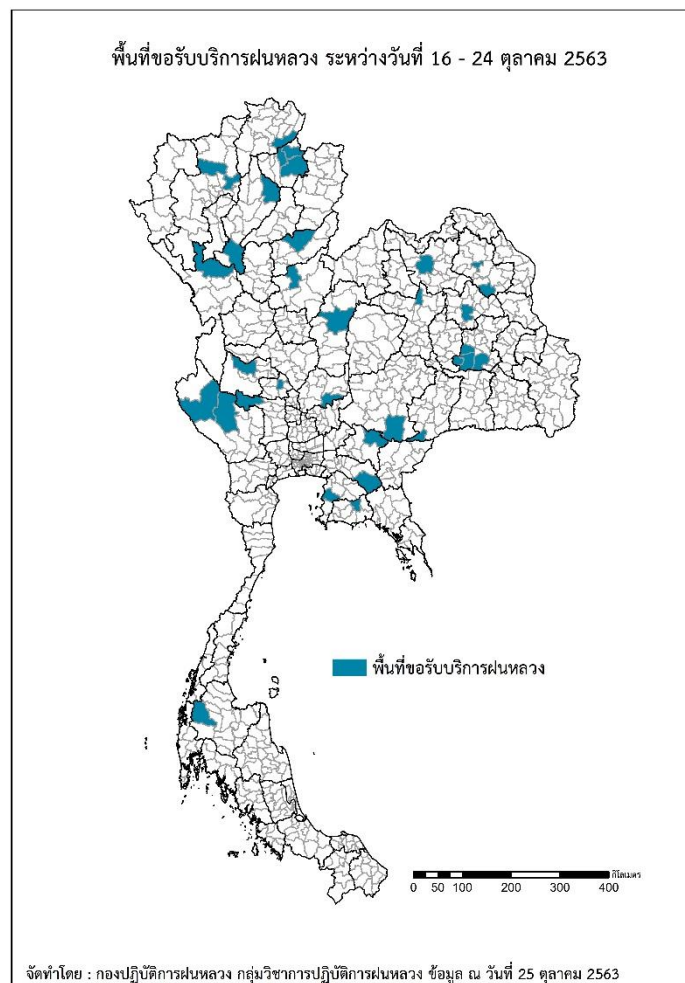 พื้นที่ขอรับบริการฝนหลวง ระหว่างวันที่ 16 - 24 ตุลาคม 2563
พื้นที่ขอรับบริการฝนหลวง
กิโลเมตร
0 50 100 200 300 400
จัดทำโดย : กองปฏิบัติการฝนหลวง กลุ่มวิชาการปฏิบัติการฝนหลวง ข้อมูล ณ วันที่ 25 ตุลาคม 2563